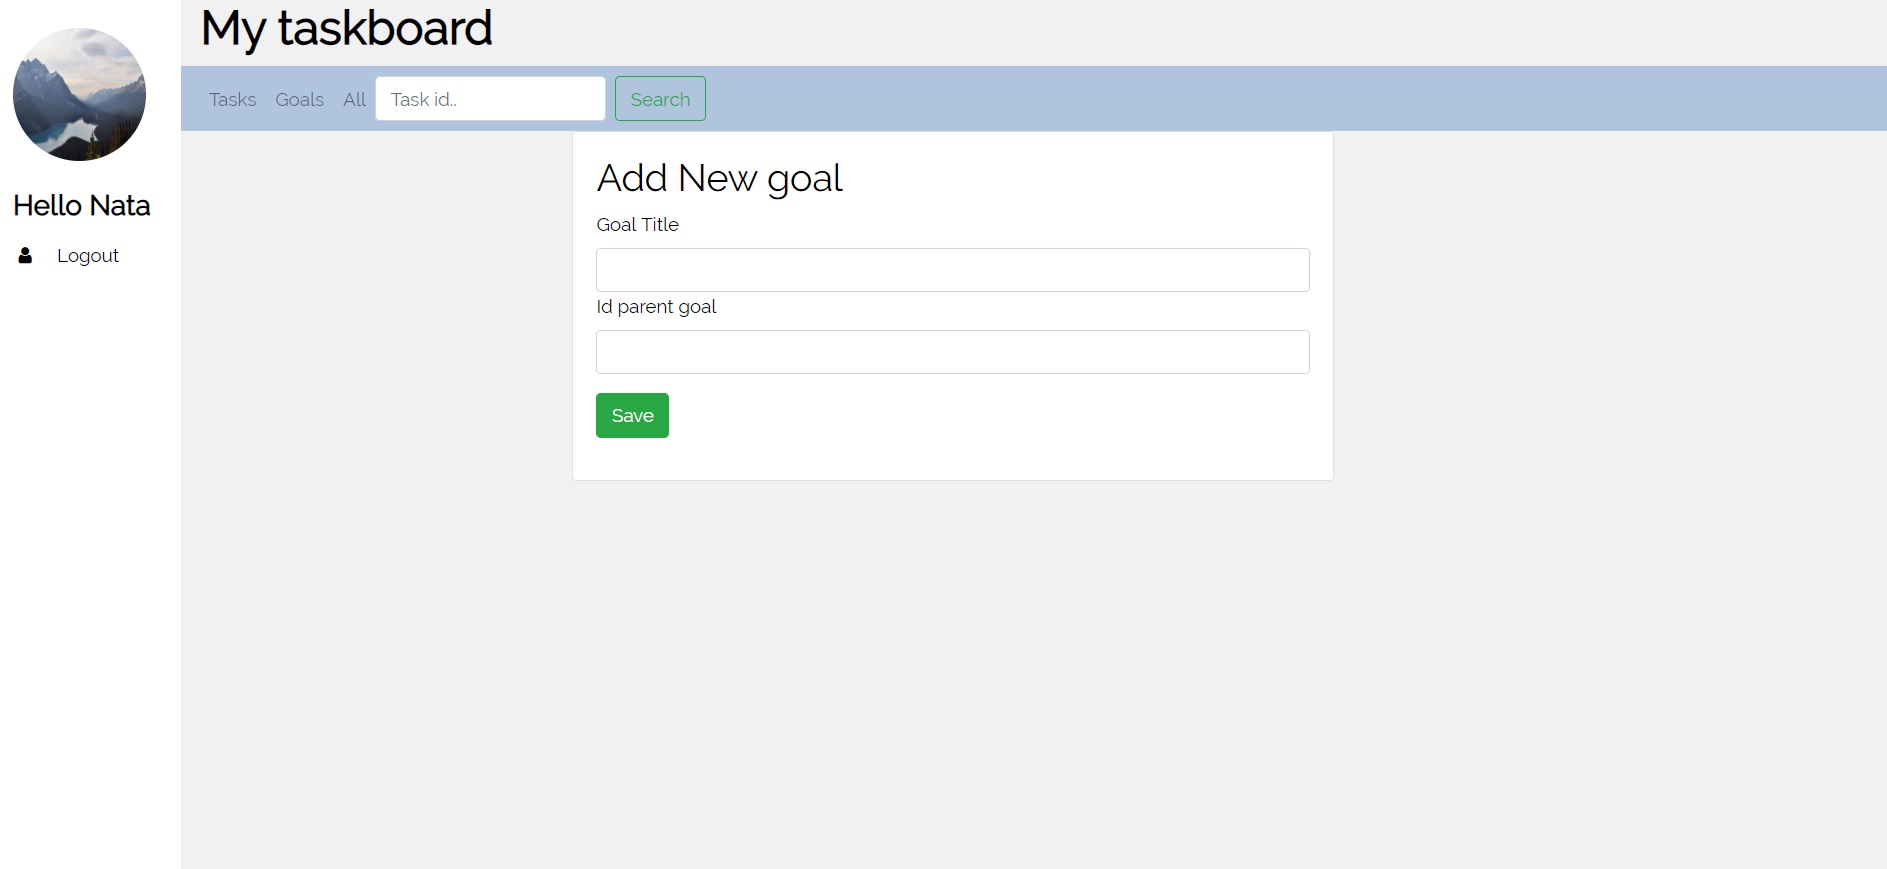 My taskboard
Tasks Goals All Task id.. Search
Hello Nata
Logout
Add New goal
Goal Title
Id parent goal
Save